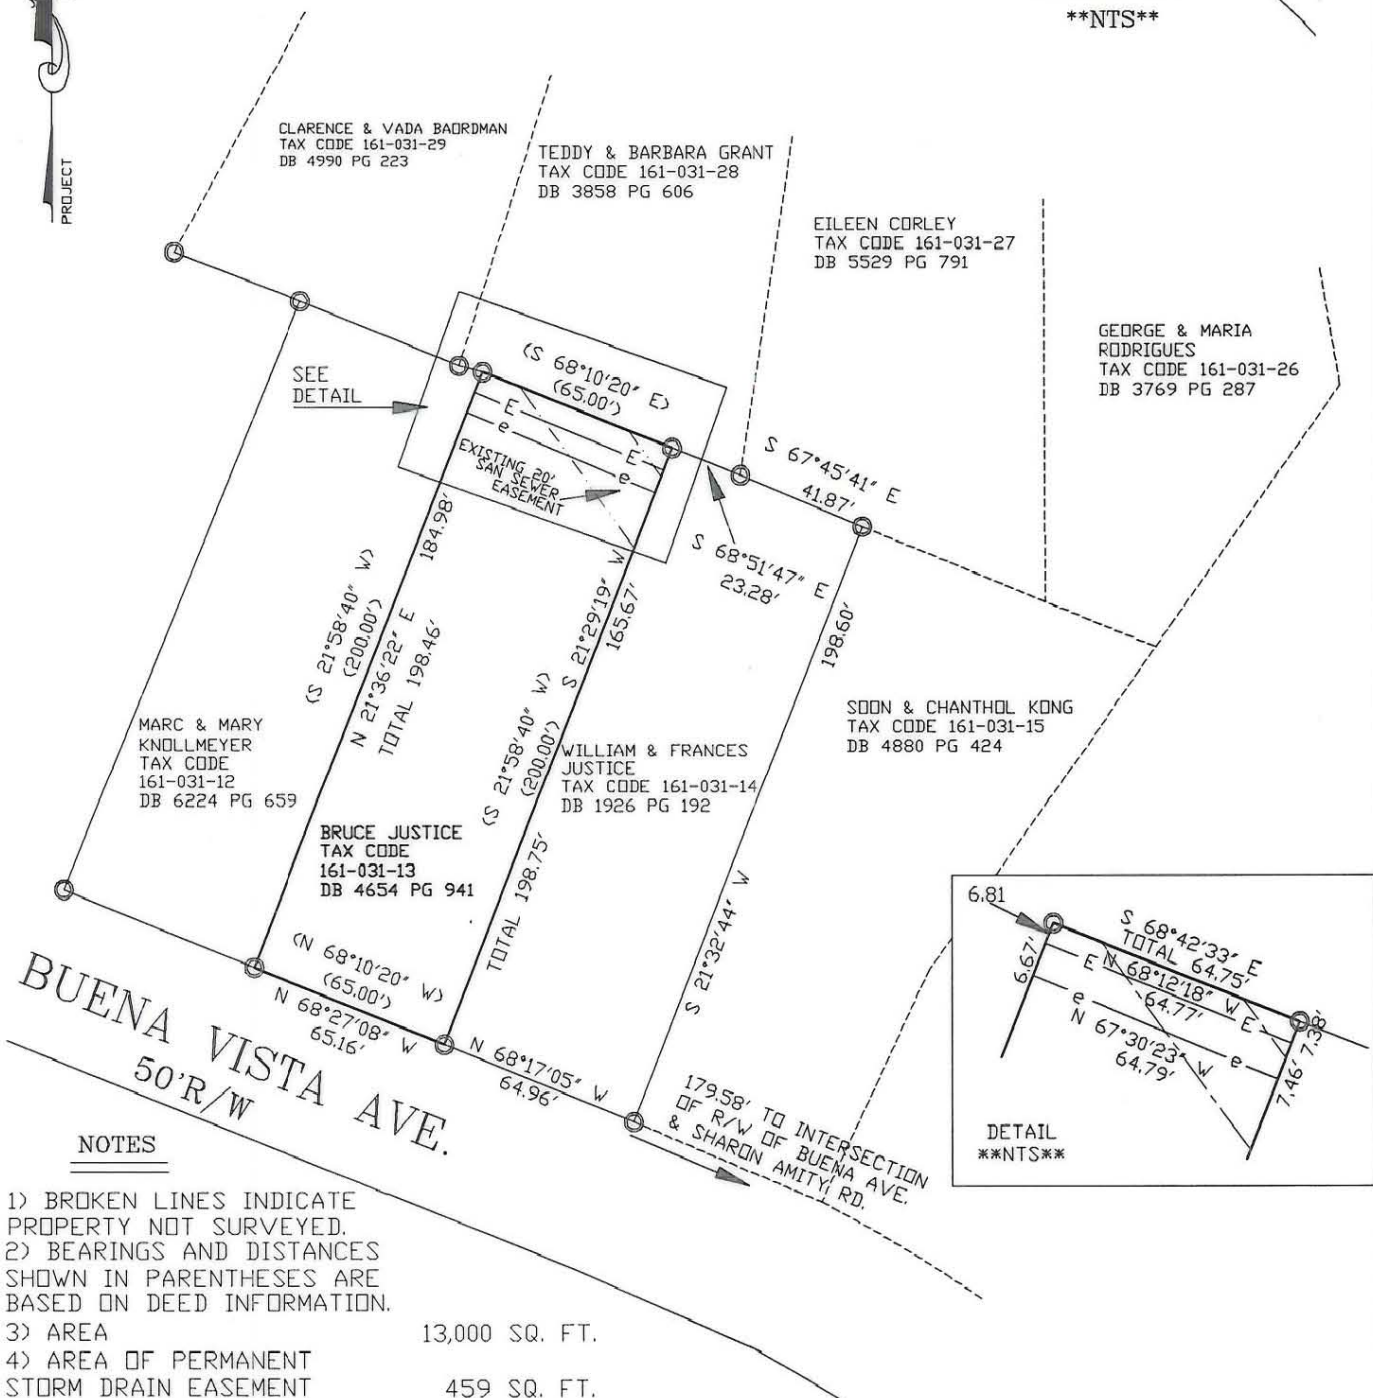 **NTS**
PROJECT
CLARENCE & VADA BAORDMAN
TAX CODE 161-031-29
DB 4990 PG 223
TEDDY & BARBARA GRANT
TAX CODE 161-031-28
DB 3858 PG 606
EILEEN CORLEY
TAX CODE 161-031-27
DB 5529 PG 791
GEORGE & MARIA
RODRIGUES
TAX CODE 161-031-26
DB 3769 PG 287
SEE
DETAIL
(S 68°10'20" E)
(65.00')
E
e
E
e
EXISTING 20'
SAN SEWER
EASEMENT
S 67°45'41" E
41.87'
S 68°51'47" E
23.28'
184.98'
(S 21°58'40" W)
(200.00')
N 21°36'22" E
TOTAL 198.46'
S 21°29'19" W
165.67'
(S 21°58'40" W)
(200.00')
TOTAL 198.75'
198.60'
S 21°32'44" W
MARC & MARY
KNOLLMEYER
TAX CODE
161-031-12
DB 6224 PG 659
BRUCE JUSTICE
TAX CODE
161-031-13
DB 4654 PG 941
WILLIAM & FRANCES
JUSTICE
TAX CODE 161-031-14
DB 1926 PG 192
SOON & CHANTHOL KONG
TAX CODE 161-031-15
DB 4880 PG 424
(N 68°10'20" W)
(65.00')
N 68°27'08" W
65.16'
N 68°17'05" W
64.96'
179.58' TO INTERSECTION
OF R/W OF BUENA AVE.
& SHARON AMITY RD.
BUENA VISTA AVE.
50'R/W
6.81
6.67'
S 68°42'33" E
TOTAL 64.75'
E
N 68°12'18" W
64.77'
E
e
N 67°30'23" W
64.79'
e
7.38'
7.46'
DETAIL
**NTS**
NOTES
1) BROKEN LINES INDICATE
PROPERTY NOT SURVEYED.
2) BEARINGS AND DISTANCES
SHOWN IN PARENTHESES ARE
BASED ON DEED INFORMATION.
3) AREA 13,000 SQ. FT.
4) AREA OF PERMANENT
STORM DRAIN EASEMENT 459 SQ. FT.